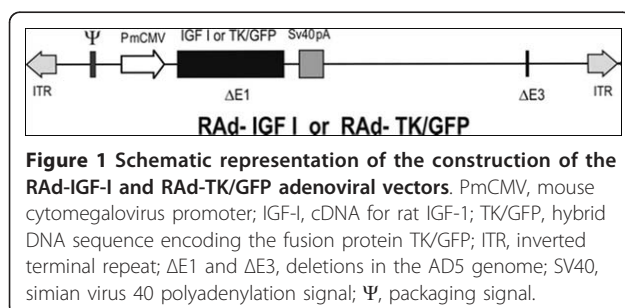 Ψ PmCMV IGF I or TK/GFP Sv40pA
ITR ΔE1 ΔE3 ITR
RAd- IGF I or RAd- TK/GFP
Figure 1 Schematic representation of the construction of the
RAd-IGF-I and RAd-TK/GFP adenoviral vectors. PmCMV, mouse
cytomegalovirus promoter; IGF-I, cDNA for rat IGF-1; TK/GFP, hybrid
DNA sequence encoding the fusion protein TK/GFP; ITR, inverted
terminal repeat; ΔE1 and ΔE3, deletions in the AD5 genome; SV40,
simian virus 40 polyadenylation signal; Ψ, packaging signal.